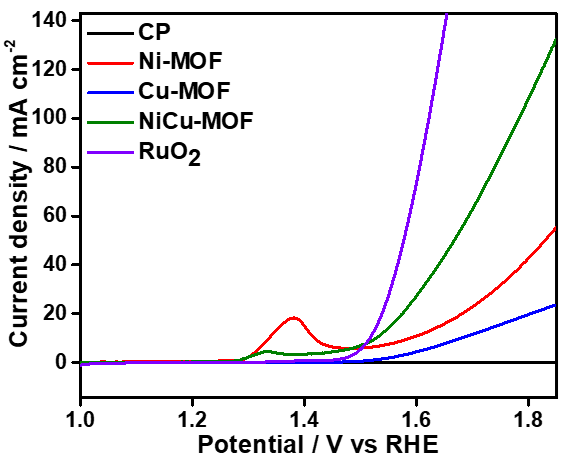 140
120
100
80
60
40
20
0
Current density / mA cm⁻²
CP
Ni-MOF
Cu-MOF
NiCu-MOF
RuO₂
1.0 1.2 1.4 1.6 1.8
Potential / V vs RHE